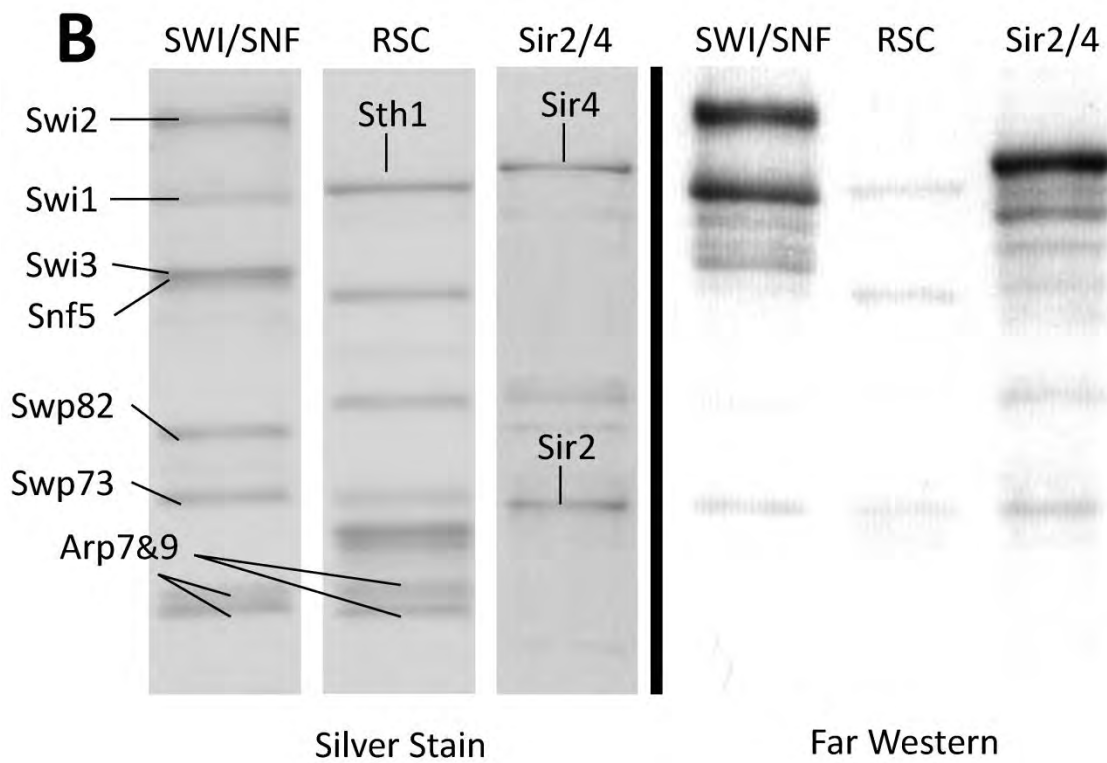 B
SWI/SNF RSC Sir2/4 SWI/SNF RSC Sir2/4
Swi2
Sth1 Sir4
Swi1
Swi3
Snf5
Swp82
Sir2
Swp73
Arp7&9
Silver Stain Far Western